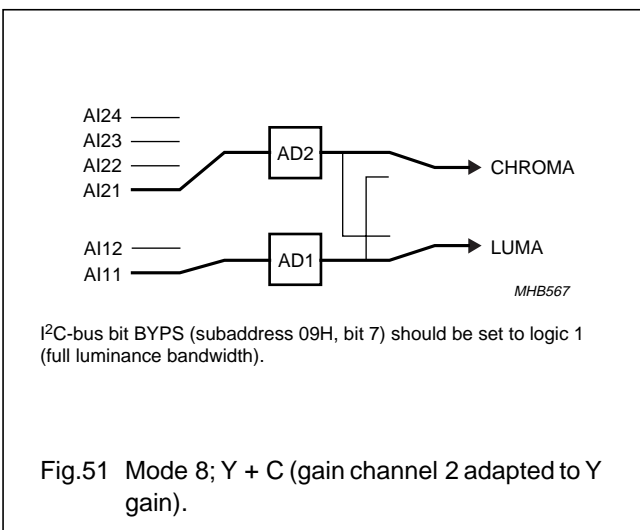 AI24
AI23
AI22
AI21
AD2
CHROMA
AI12
AI11
AD1
LUMA
MHB567
I²C-bus bit BYPS (subaddress 09H, bit 7) should be set to logic 1
(full luminance bandwidth).
Fig.51 Mode 8; Y + C (gain channel 2 adapted to Y
gain).